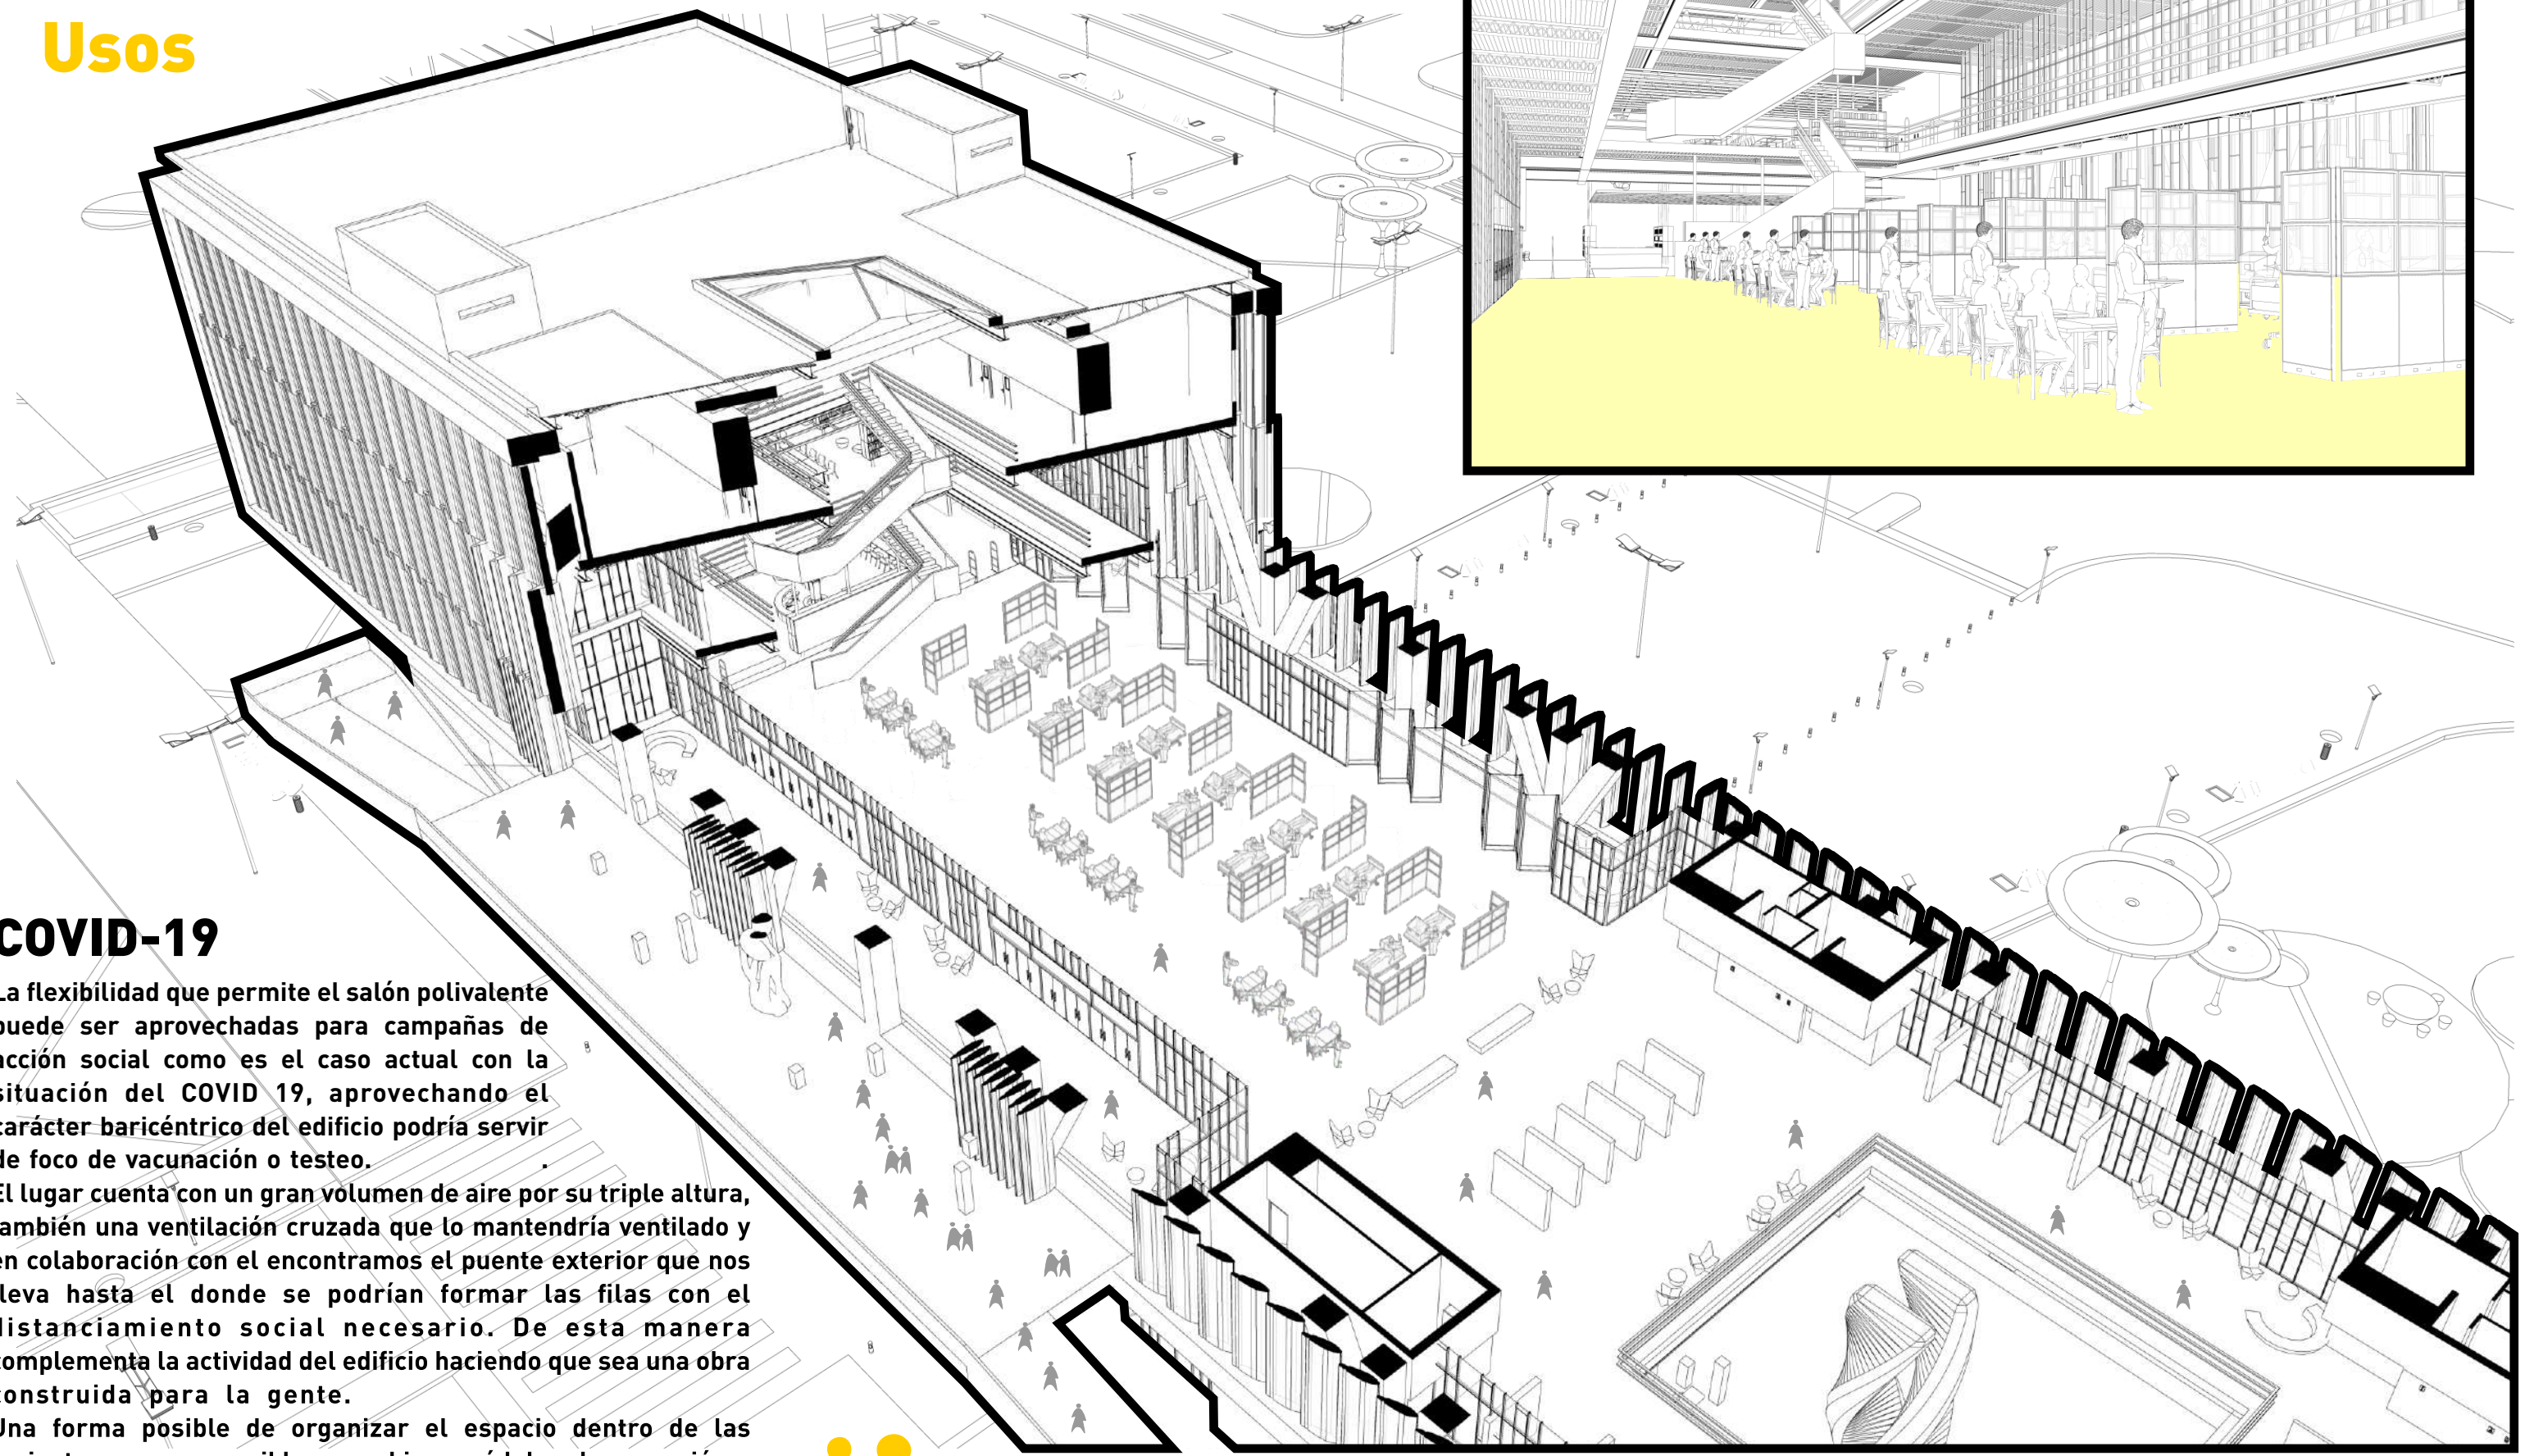 Usos
COVID-19
La flexibilidad que permite el salón polivalente
puede ser aprovechadas para campañas de
acción social como es el caso actual con la
situación del COVID 19, aprovechando el
carácter baricéntrico del edificio podría servir
de foco de vacunación o testeo. .
El lugar cuenta con un gran volumen de aire por su triple altura,
también una ventilación cruzada que lo mantendría ventilado y
en colaboración con el encontramos el puente exterior que nos
lleva hasta el donde se podrían formar las filas con el
distanciamiento social necesario. De esta manera
complementa la actividad del edificio haciendo que sea una obra
construida para la gente.
Una forma posible de organizar el espacio dentro de las